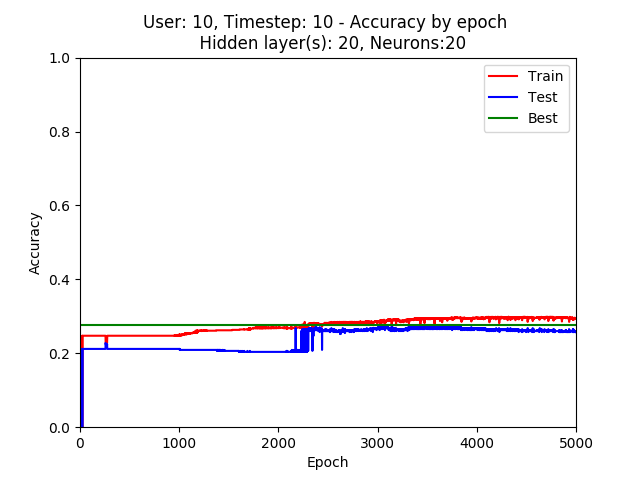 User: 10, Timestep: 10 - Accuracy by epoch
Hidden layer(s): 20, Neurons:20
1.0
0.8
0.6
0.4
0.2
0.0
Accuracy
Train
Test
Best
0 1000 2000 3000 4000 5000
Epoch